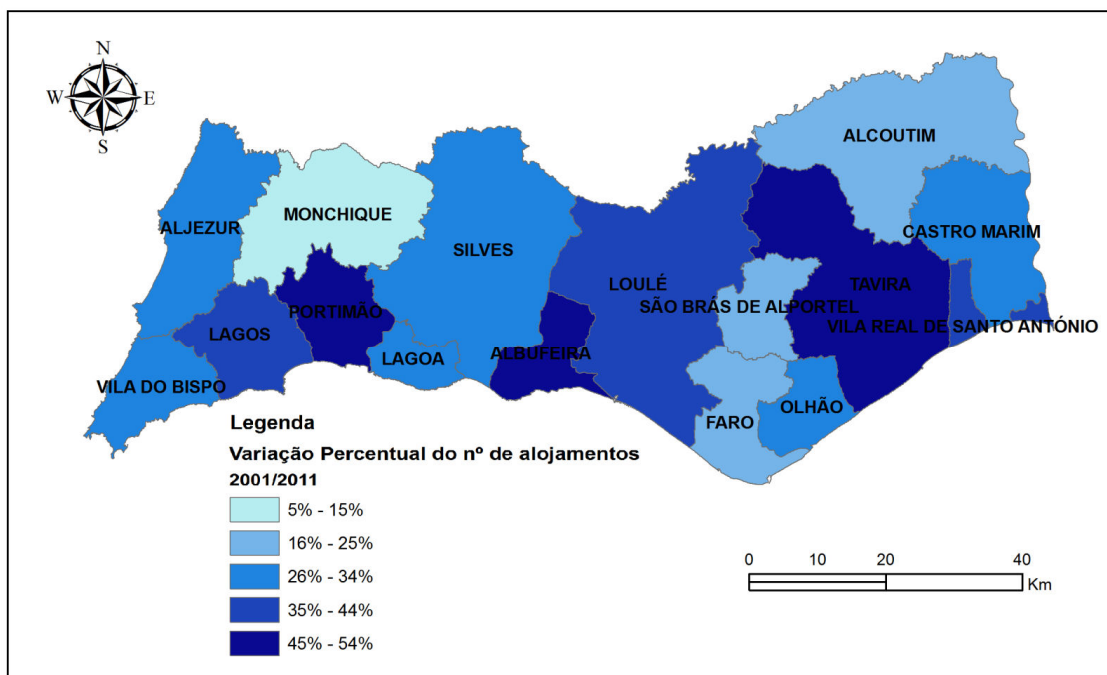 N
W E
S
ALCOUTIM
MONCHIQUE
ALJEZUR
CASTRO MARIM
SILVES
LOULÉ
TAVIRA
SÃO BRÁS DE ALPORTEL
PORTIMÃO
VILA REAL DE SANTO ANTÓNIO
LAGOS
LAGOA
ALBUFEIRA
VILA DO BISPO
OLHÃO
FARO
Legenda
Variação Percentual do nº de alojamentos
2001/2011
5% - 15%
16% - 25%
26% - 34%
35% - 44%
45% - 54%
0 10 20 40
Km